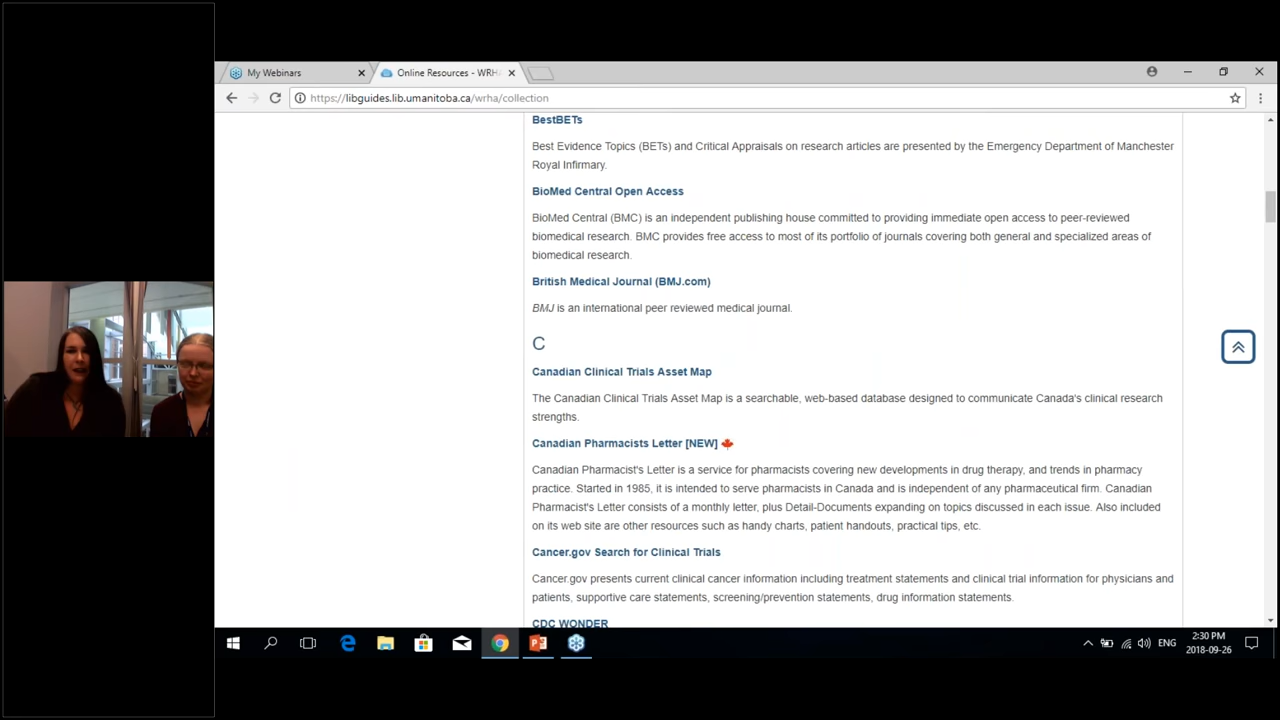 My Webinars
Online Resources - WRHA
https://libguides.lib.umanitoba.ca/wrha/collection
BestBETs
Best Evidence Topics (BETs) and Critical Appraisals on research articles are presented by the Emergency Department of Manchester
Royal Infirmary.
BioMed Central Open Access
BioMed Central (BMC) is an independent publishing house committed to providing immediate open access to peer-reviewed
biomedical research. BMC provides free access to most of its portfolio of journals covering both general and specialized areas of
biomedical research.
British Medical Journal (BMJ.com)
BMJ is an international peer reviewed medical journal.
C
Canadian Clinical Trials Asset Map
The Canadian Clinical Trials Asset Map is a searchable, web-based database designed to communicate Canada's clinical research
strengths.
Canadian Pharmacists Letter [NEW]
Canadian Pharmacist's Letter is a service for pharmacists covering new developments in drug therapy, and trends in pharmacy
practice. Started in 1985, it is intended to serve pharmacists in Canada and is independent of any pharmaceutical firm. Canadian
Pharmacist's Letter consists of a monthly letter, plus Detail-Documents expanding on topics discussed in each issue. Also included
on its web site are other resources such as handy charts, patient handouts, practical tips, etc.
Cancer.gov Search for Clinical Trials
Cancer.gov presents current clinical cancer information including treatment statements and clinical trial information for physicians and
patients, supportive care statements, screening/prevention statements, drug information statements.
CDC WONDER
ENG
2:30 PM
2018-09-26